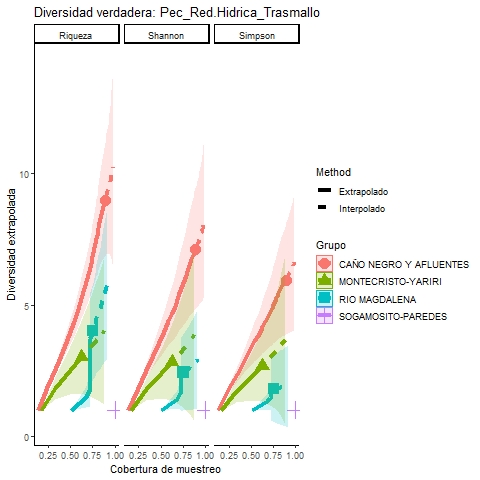 Diversidad verdadera: Pec_Red.Hidrica_Trasmallo
Riqueza Shannon Simpson
Diversidad extrapolada
10
5
0
0.25 0.50 0.75 1.00 0.25 0.50 0.75 1.00 0.25 0.50 0.75 1.00
Cobertura de muestreo
Method
Extrapolado
Interpolado
Grupo
CAÑO NEGRO Y AFLUENTES
MONTECRISTO-YARIRI
RIO MAGDALENA
SOGAMOSITO-PAREDES